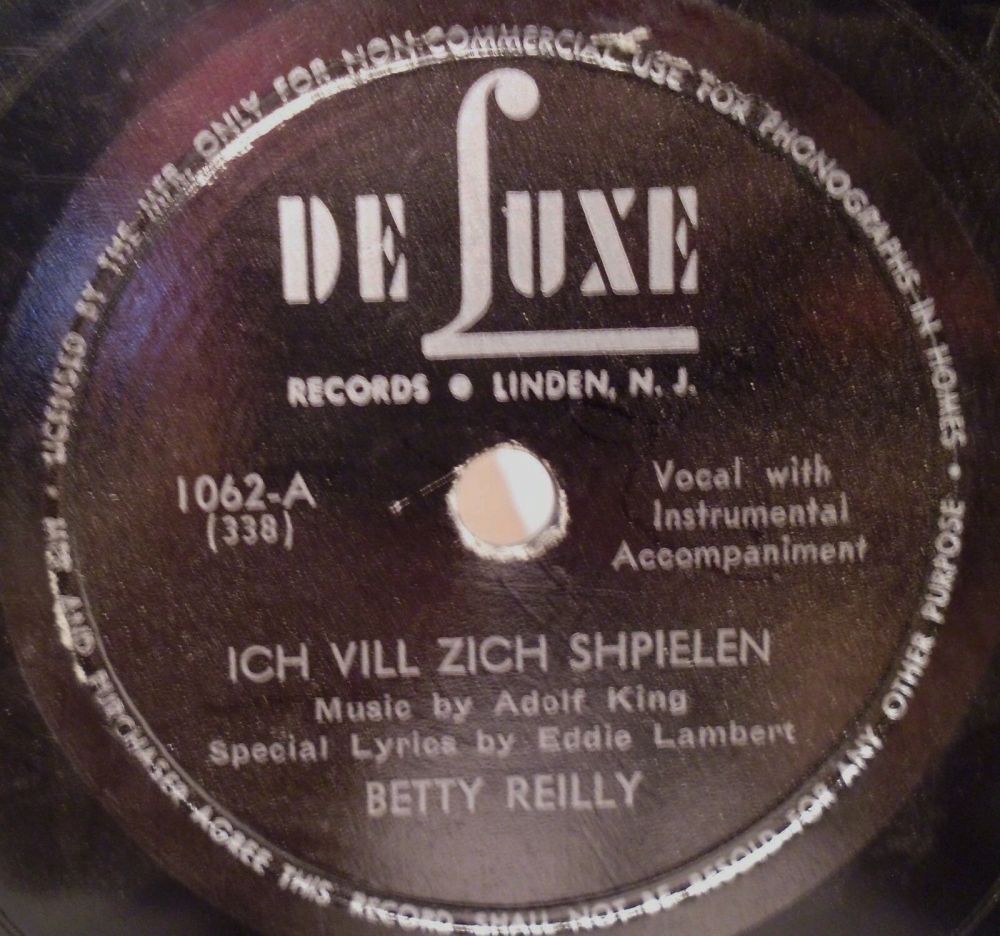 DE LUXE
RECORDS • LINDEN, N. J.
1062-A
(338)
Vocal with
Instrumental
Accompaniment
ICH VILL ZICH SHPIELEN
Music by Adolf King
Special Lyrics by Eddie Lambert
BETTY REILLY
• LICENSED BY THE MFR. ONLY FOR NON-COMMERCIAL USE FOR PHONOGRAPHS IN HOMES • MFR AND PURCHASER AGREE THIS RECORD SHALL NOT BE RESOLD FOR ANY OTHER PURPOSE